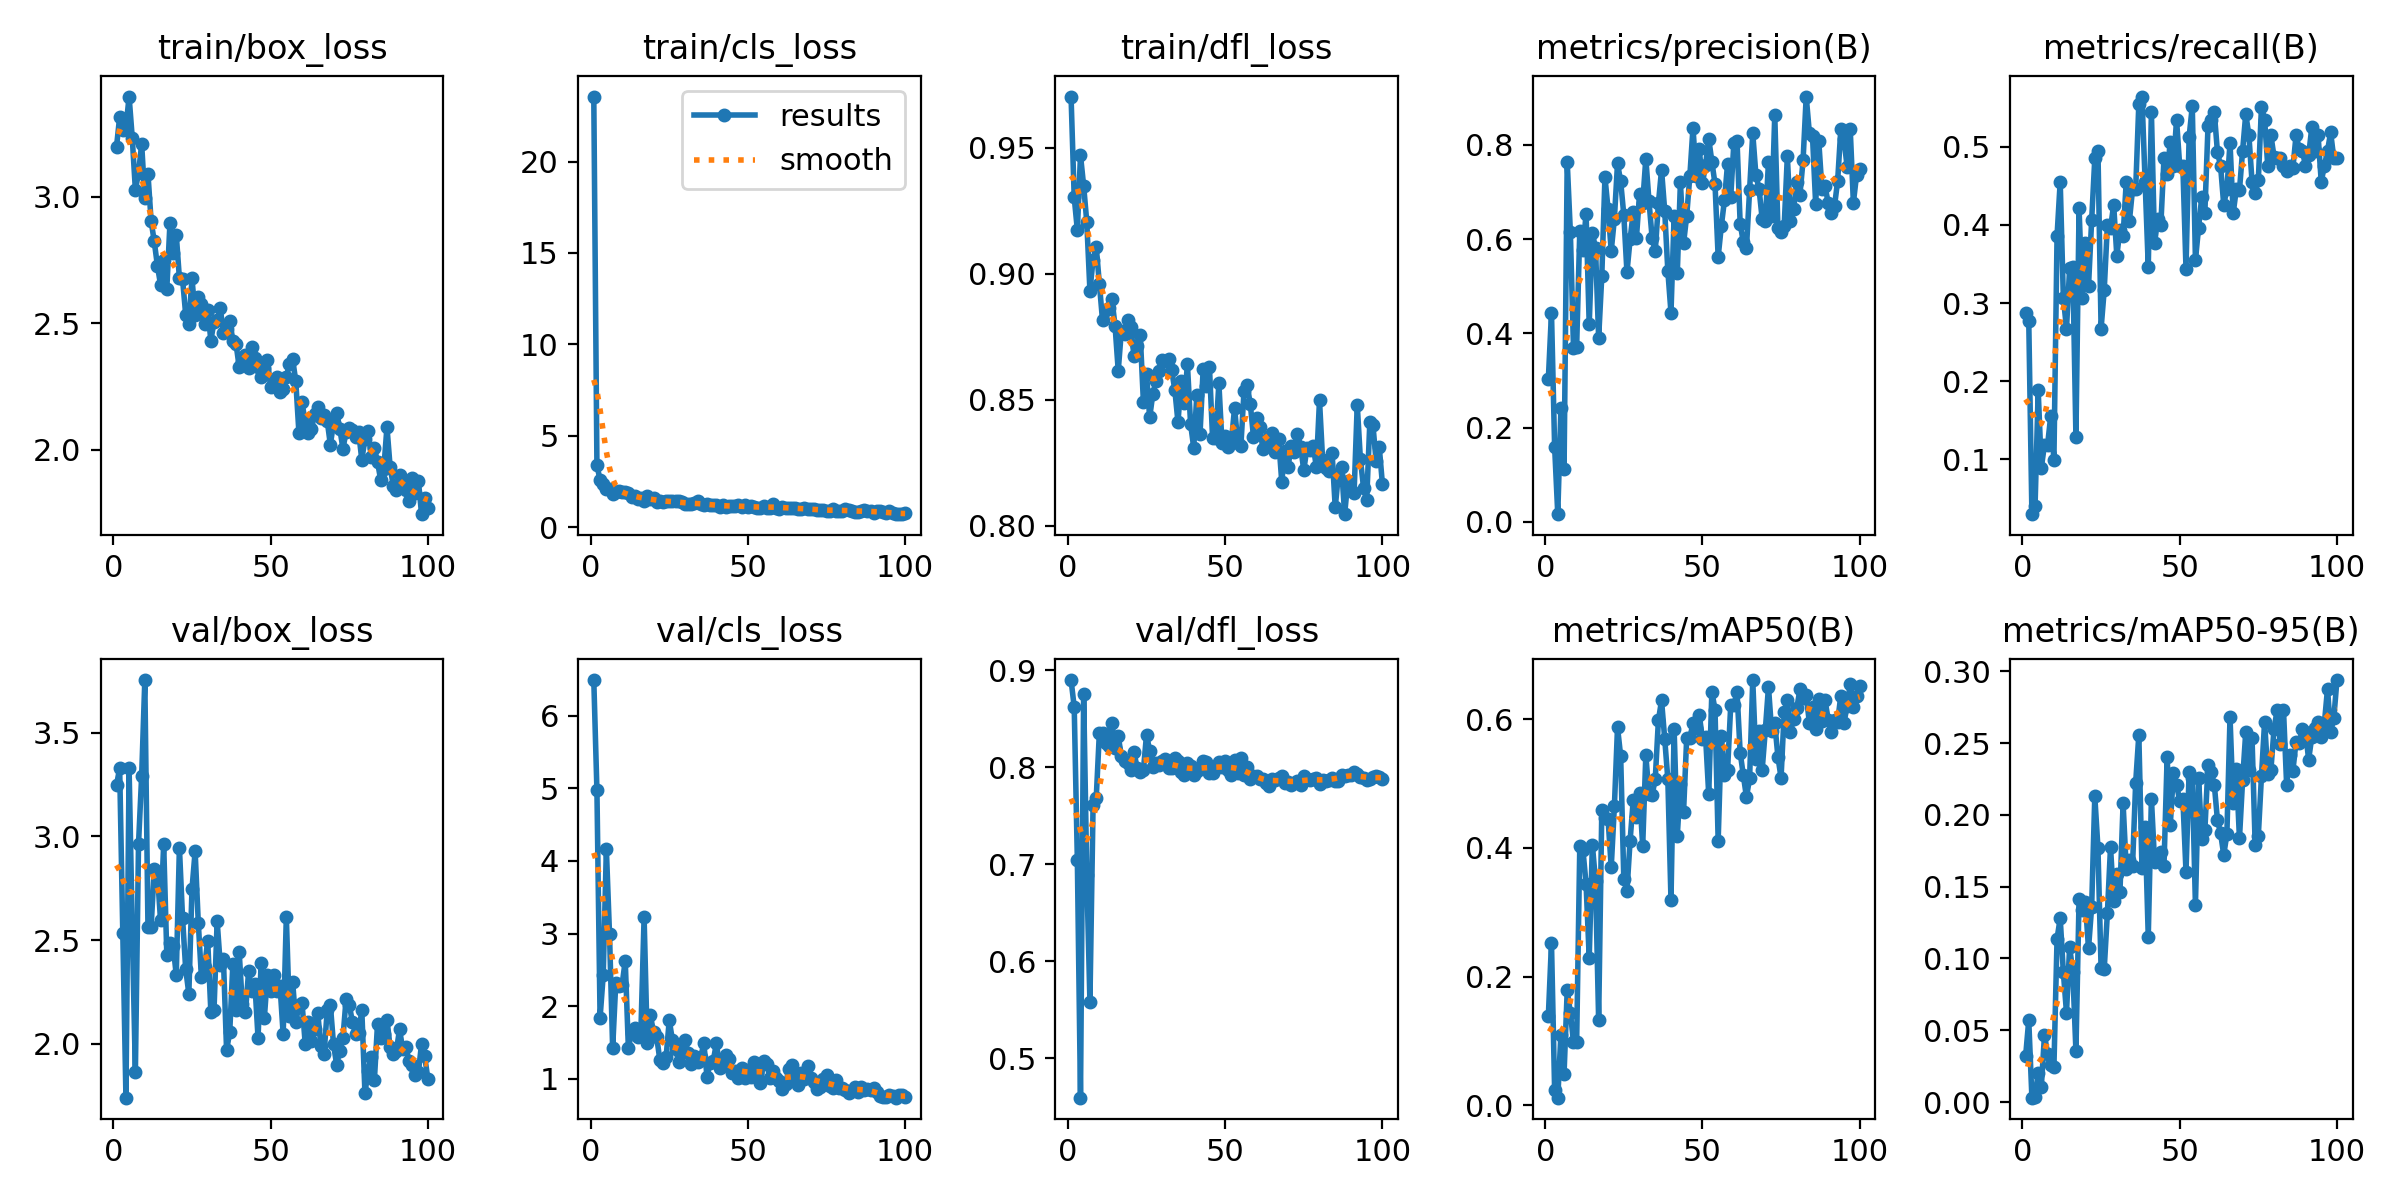 train/box_loss
3.0
2.5
2.0
0 50 100
train/cls_loss
results
smooth
20
15
10
5
0
0 50 100
train/dfl_loss
0.95
0.90
0.85
0.80
0 50 100
metrics/precision(B)
0.8
0.6
0.4
0.2
0.0
0 50 100
metrics/recall(B)
0.5
0.4
0.3
0.2
0.1
0 50 100
val/box_loss
3.5
3.0
2.5
2.0
0 50 100
val/cls_loss
6
5
4
3
2
1
0 50 100
val/dfl_loss
0.9
0.8
0.7
0.6
0.5
0 50 100
metrics/mAP50(B)
0.6
0.4
0.2
0.0
0 50 100
metrics/mAP50-95(B)
0.30
0.25
0.20
0.15
0.10
0.05
0.00
0 50 100